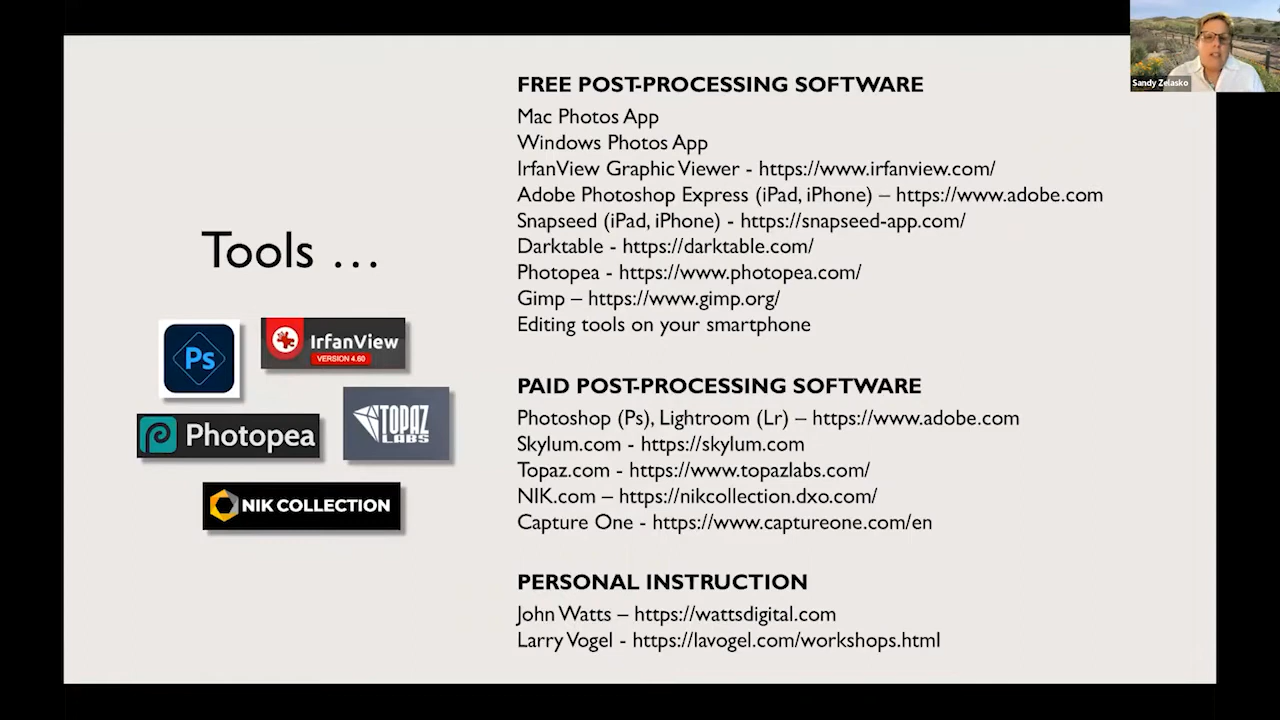 Sandy Zelasko
Tools …
Ps
IrfanView
VERSION 4.60
Photopea
TOPAZ
LABS
NIK COLLECTION
FREE POST-PROCESSING SOFTWARE
Mac Photos App
Windows Photos App
IrfanView Graphic Viewer - https://www.irfanview.com/
Adobe Photoshop Express (iPad, iPhone) – https://www.adobe.com
Snapseed (iPad, iPhone) - https://snapseed-app.com/
Darktable - https://darktable.com/
Photopea - https://www.photopea.com/
Gimp – https://www.gimp.org/
Editing tools on your smartphone
PAID POST-PROCESSING SOFTWARE
Photoshop (Ps), Lightroom (Lr) – https://www.adobe.com
Skylum.com - https://skylum.com
Topaz.com - https://www.topazlabs.com/
NIK.com – https://nikcollection.dxo.com/
Capture One - https://www.captureone.com/en
PERSONAL INSTRUCTION
John Watts – https://wattsdigital.com
Larry Vogel - https://lavogel.com/workshops.html